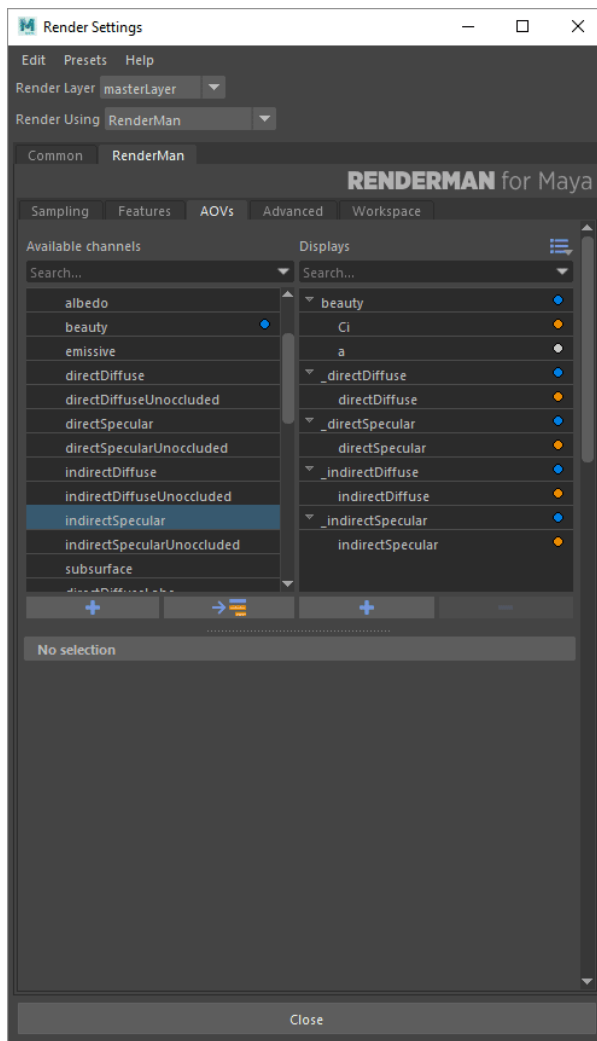 Render Settings
Edit Presets Help
Render Layer masterLayer
Render Using RenderMan
Common RenderMan
RENDERMAN for Maya
Sampling Features AOVs Advanced Workspace
Available channels
Search...
albedo
beauty
emissive
directDiffuse
directDiffuseUnoccluded
directSpecular
directSpecularUnoccluded
indirectDiffuse
indirectDiffuseUnoccluded
indirectSpecular
indirectSpecularUnoccluded
subsurface
Displays
Search...
beauty
Ci
a
_directDiffuse
directDiffuse
_directSpecular
directSpecular
_indirectDiffuse
indirectDiffuse
_indirectSpecular
indirectSpecular
No selection
Close